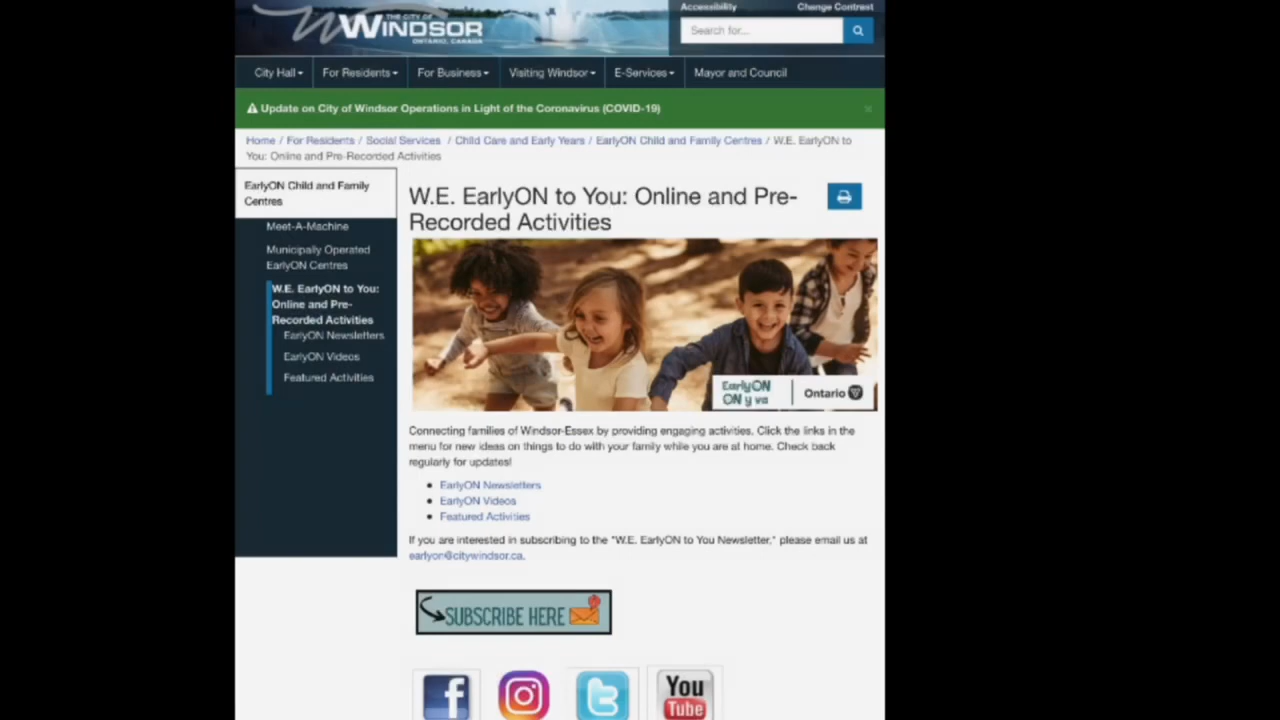 Accessibility
Change Contrast
THE CITY OF
WINDSOR
ONTARIO, CANADA
Search for...
City Hall
For Residents
For Business
Visiting Windsor
E-Services
Mayor and Council
Update on City of Windsor Operations in Light of the Coronavirus (COVID-19)
×
Home / For Residents / Social Services / Child Care and Early Years / EarlyON Child and Family Centres / W.E. EarlyON to
You: Online and Pre-Recorded Activities
EarlyON Child and Family
Centres
Meet-A-Machine
Municipally Operated
EarlyON Centres
W.E. EarlyON to You:
Online and Pre-
Recorded Activities
EarlyON Newsletters
EarlyON Videos
Featured Activities
W.E. EarlyON to You: Online and Pre-
Recorded Activities
EarlyON
ON y va
Ontario
Connecting families of Windsor-Essex by providing engaging activities. Click the links in the
menu for new ideas on things to do with your family while you are at home. Check back
regularly for updates!
EarlyON Newsletters
EarlyON Videos
Featured Activities
If you are interested in subscribing to the "W.E. EarlyON to You Newsletter," please email us at
earlyon@citywindsor.ca.
SUBSCRIBE HERE
You
Tube